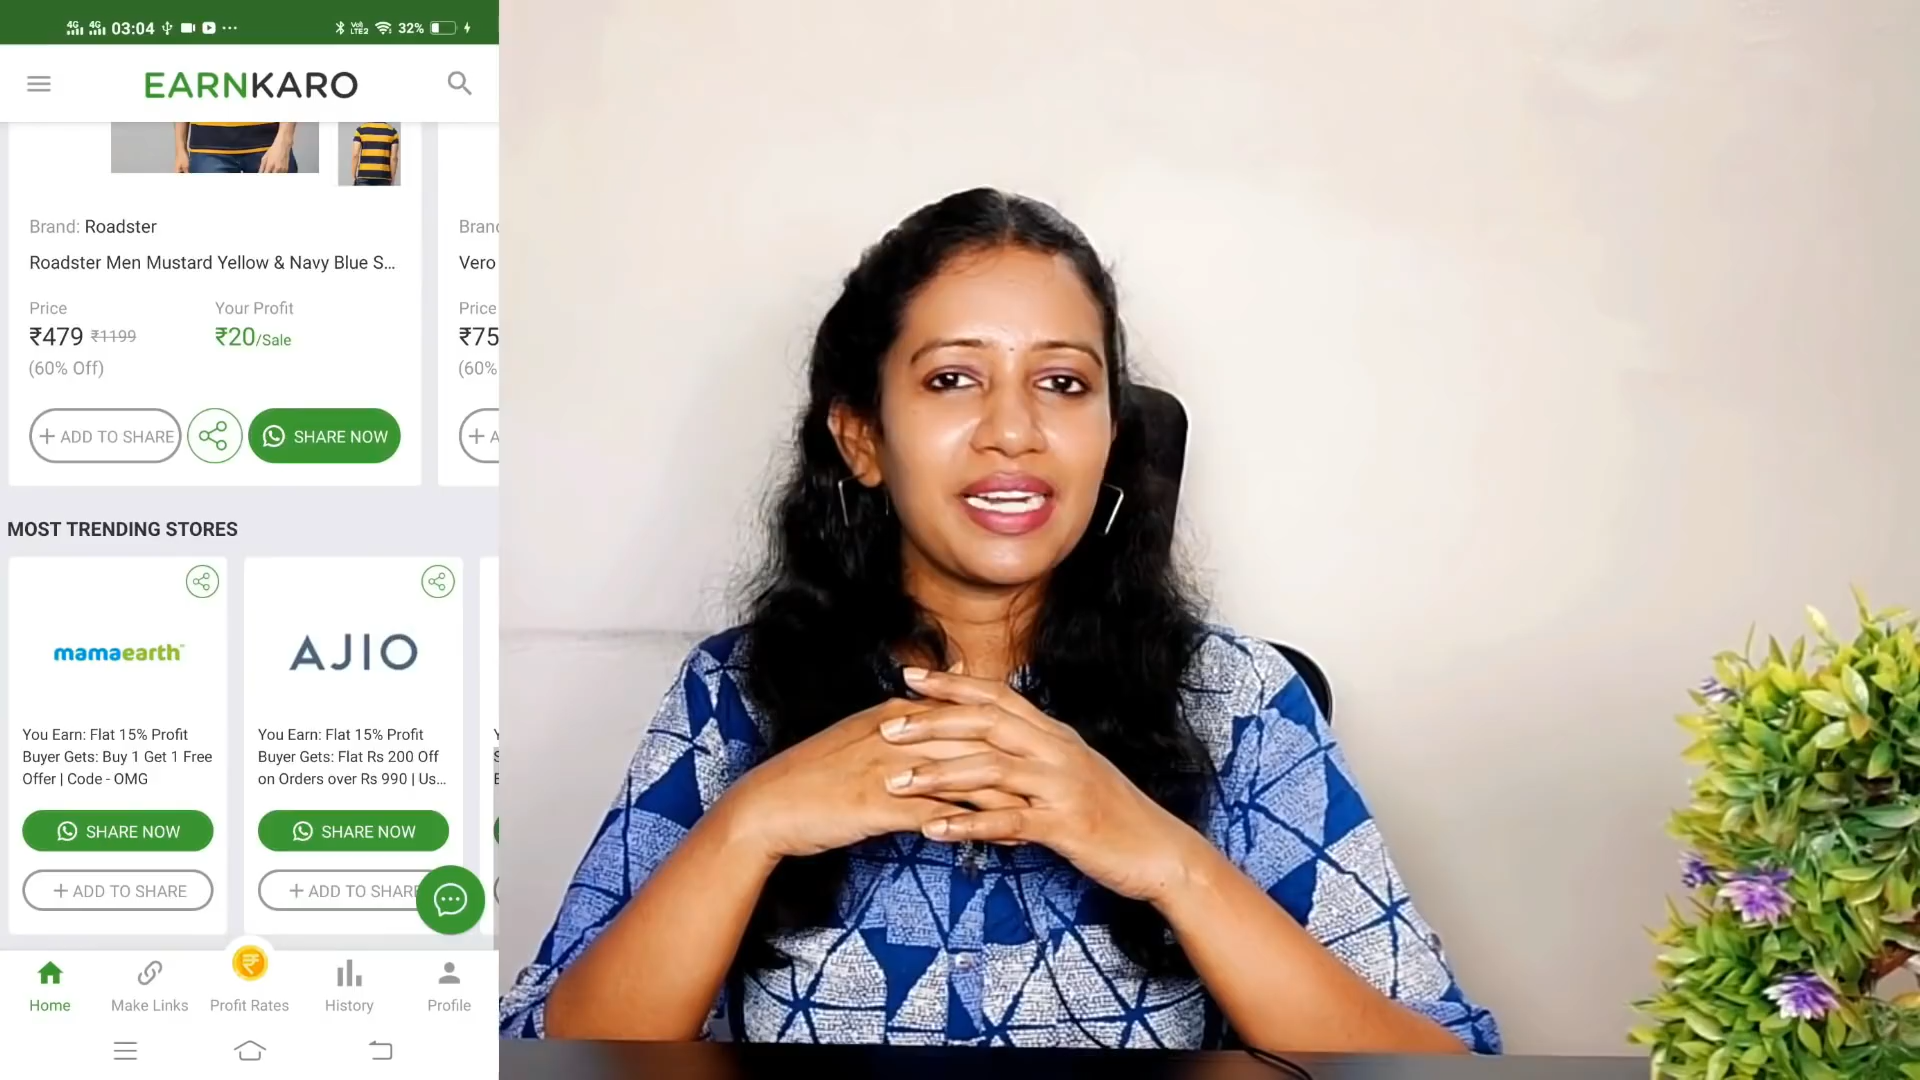 4G 4G 03:04 32%
EARNKARO
Brand: Roadster
Roadster Men Mustard Yellow & Navy Blue S...
Price Your Profit
₹479 ₹1199 ₹20/Sale
(60% Off)
+ ADD TO SHARE SHARE NOW
Vero
Price
₹75
(60%
MOST TRENDING STORES
mamaearth
You Earn: Flat 15% Profit
Buyer Gets: Buy 1 Get 1 Free
Offer | Code - OMG
SHARE NOW
+ ADD TO SHARE
AJIO
You Earn: Flat 15% Profit
Buyer Gets: Flat Rs 200 Off
on Orders over Rs 990 | Us...
SHARE NOW
+ ADD TO SHARE
Home Make Links Profit Rates History Profile